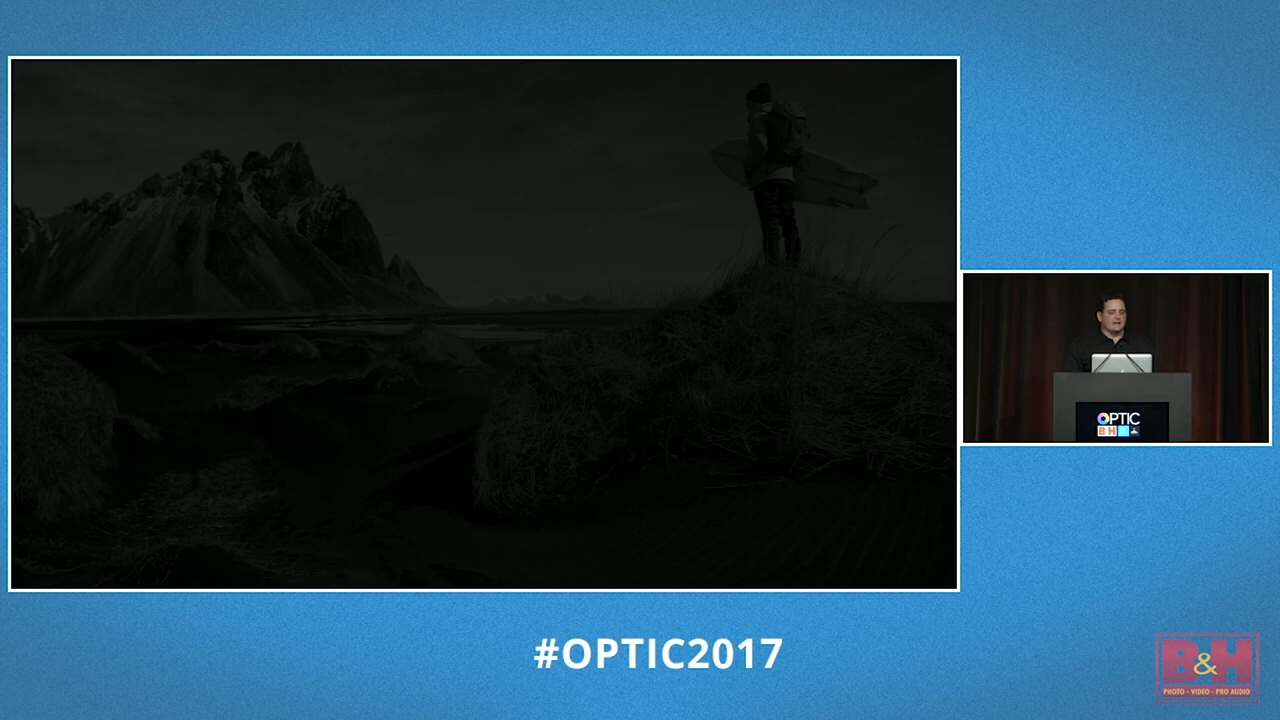 OPTIC
B H
#OPTIC2017
B&H
PHOTO - VIDEO - PRO AUDIO